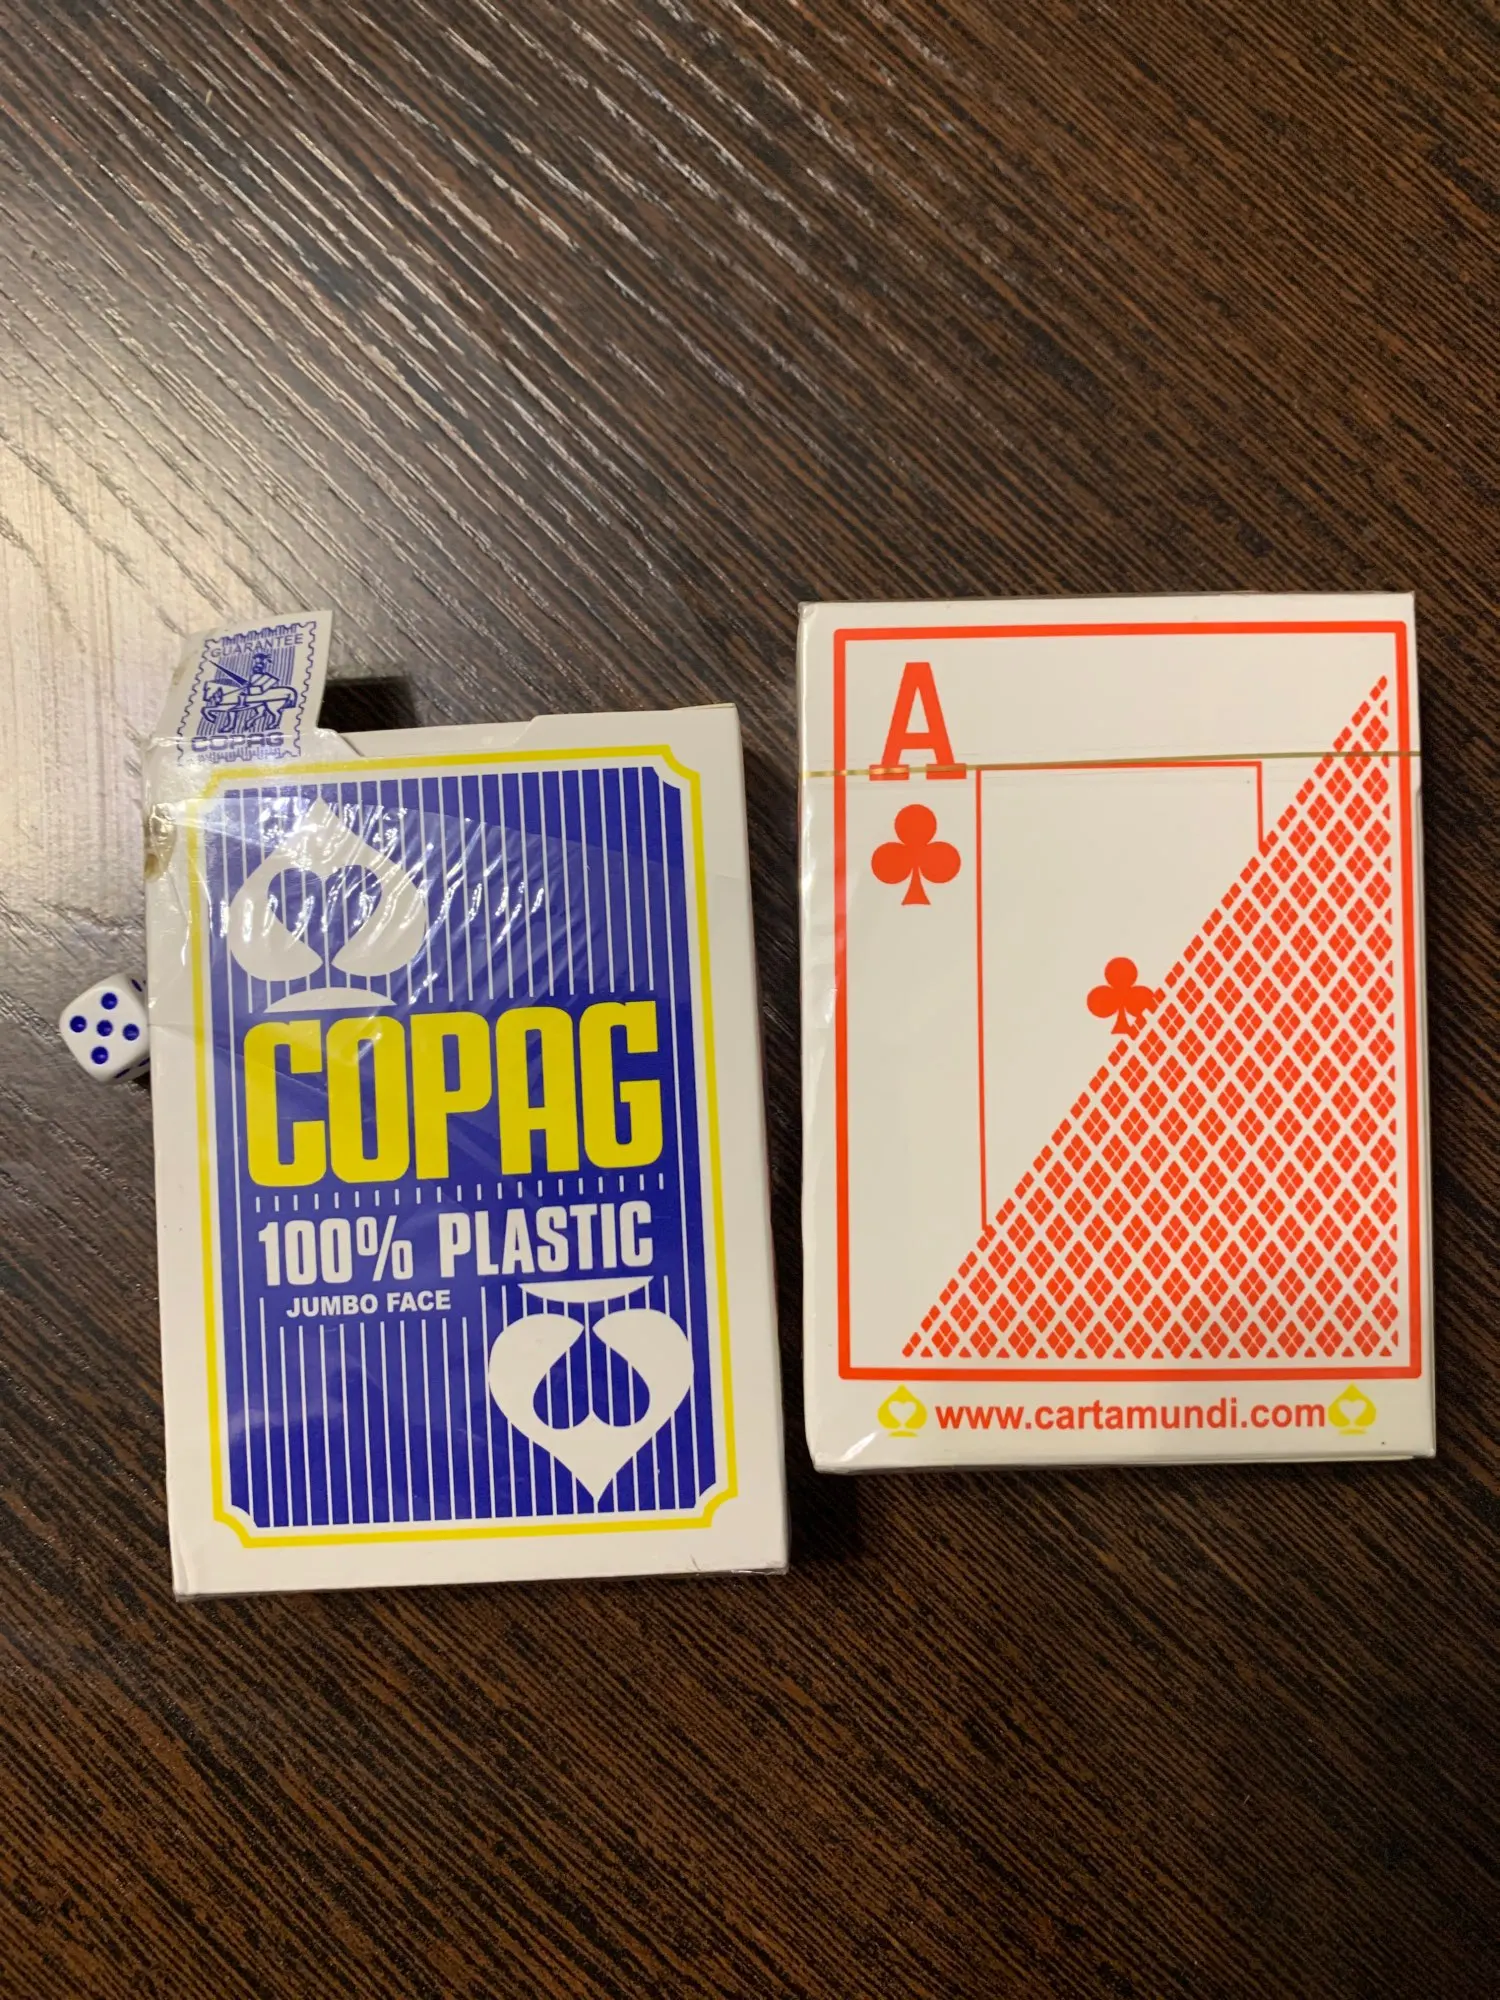 GUARANTEE
COPAG
COPAG
100% PLASTIC
JUMBO FACE
A
www.cartamundi.com